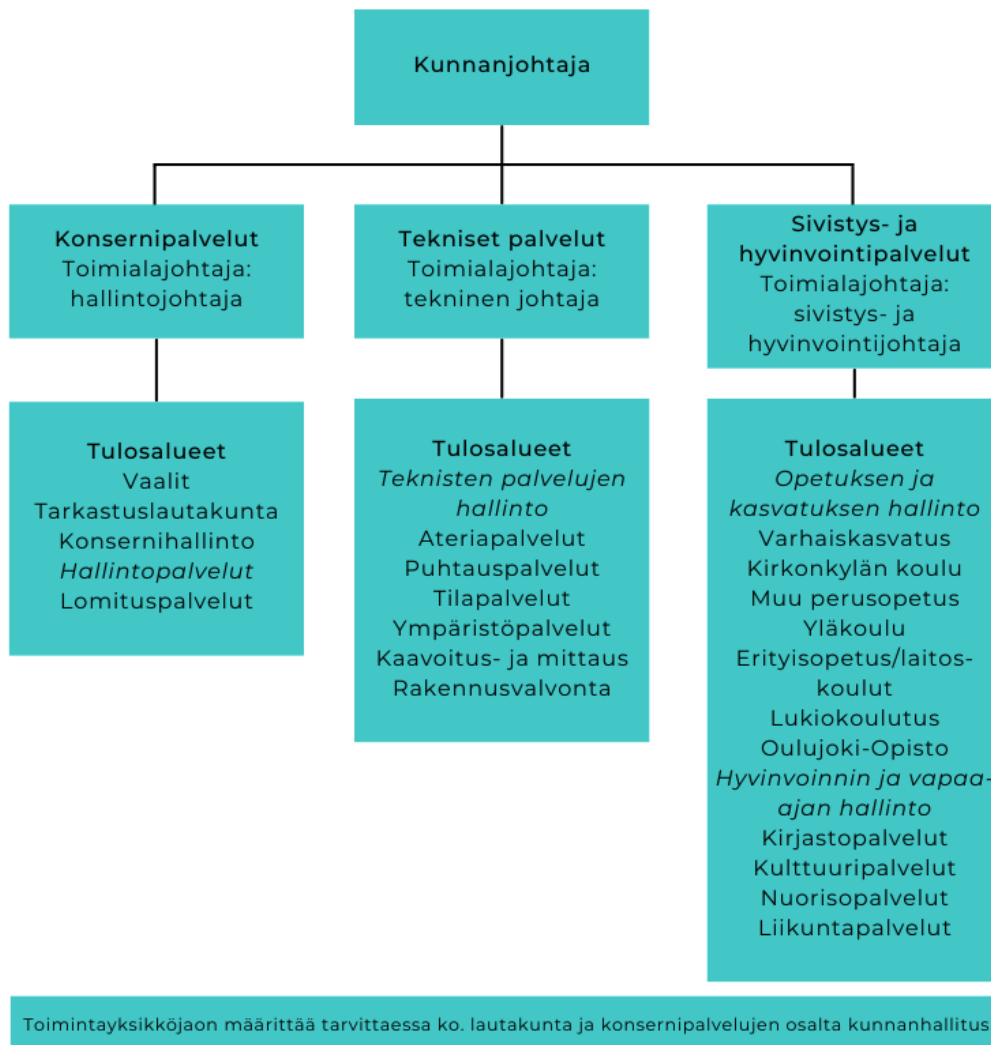 Kunnanjohtaja
Konsernipalvelut
Toimialajohtaja:
hallintojohtaja
Tekniset palvelut
Toimialajohtaja:
tekninen johtaja
Sivistys- ja
hyvinvointipalvelut
Toimialajohtaja:
sivistys- ja
hyvinvointijohtaja
Tulosalueet
Vaalit
Tarkastuslautakunta
Konsernihallinto
Hallintopalvelut
Lomituspalvelut
Tulosalueet
Teknisten palvelujen
hallinto
Ateriapalvelut
Puhtauspalvelut
Tilapalvelut
Ympäristöpalvelut
Kaavoitus- ja mittaus
Rakennusvalvonta
Tulosalueet
Opetuksen ja
kasvatuksen hallinto
Varhaiskasvatus
Kirkonkylän koulu
Muu perusopetus
Yläkoulu
Erityisopetus/laitos-
koulut
Lukiokoulutus
Oulujoki-Opisto
Hyvinvoinnin ja vapaa-
ajan hallinto
Kirjastopalvelut
Kulttuuripalvelut
Nuorisopalvelut
Liikuntapalvelut
Toimintayksikköjaon määrittää tarvittaessa ko. lautakunta ja konsernipalvelujen osalta kunnanhallitus